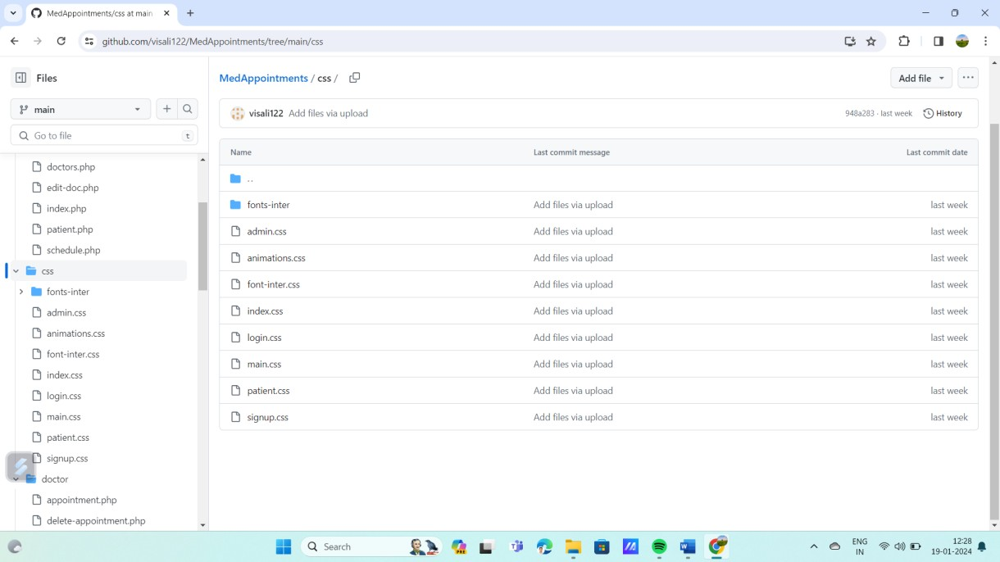 MedAppointments/css at main
github.com/visali122/MedAppointments/tree/main/css
Files
main
Go to file
t
doctors.php
edit-doc.php
index.php
patient.php
schedule.php
css
fonts-inter
admin.css
animations.css
font-inter.css
index.css
login.css
main.css
patient.css
signup.css
doctor
appointment.php
delete-appointment.php
MedAppointments / css /
Add file
visali122 Add files via upload
948a283 · last week
History
Name Last commit message Last commit date
..
fonts-inter Add files via upload last week
admin.css Add files via upload last week
animations.css Add files via upload last week
font-inter.css Add files via upload last week
index.css Add files via upload last week
login.css Add files via upload last week
main.css Add files via upload last week
patient.css Add files via upload last week
signup.css Add files via upload last week
Search
PRE
ENG
IN
12:28
19-01-2024